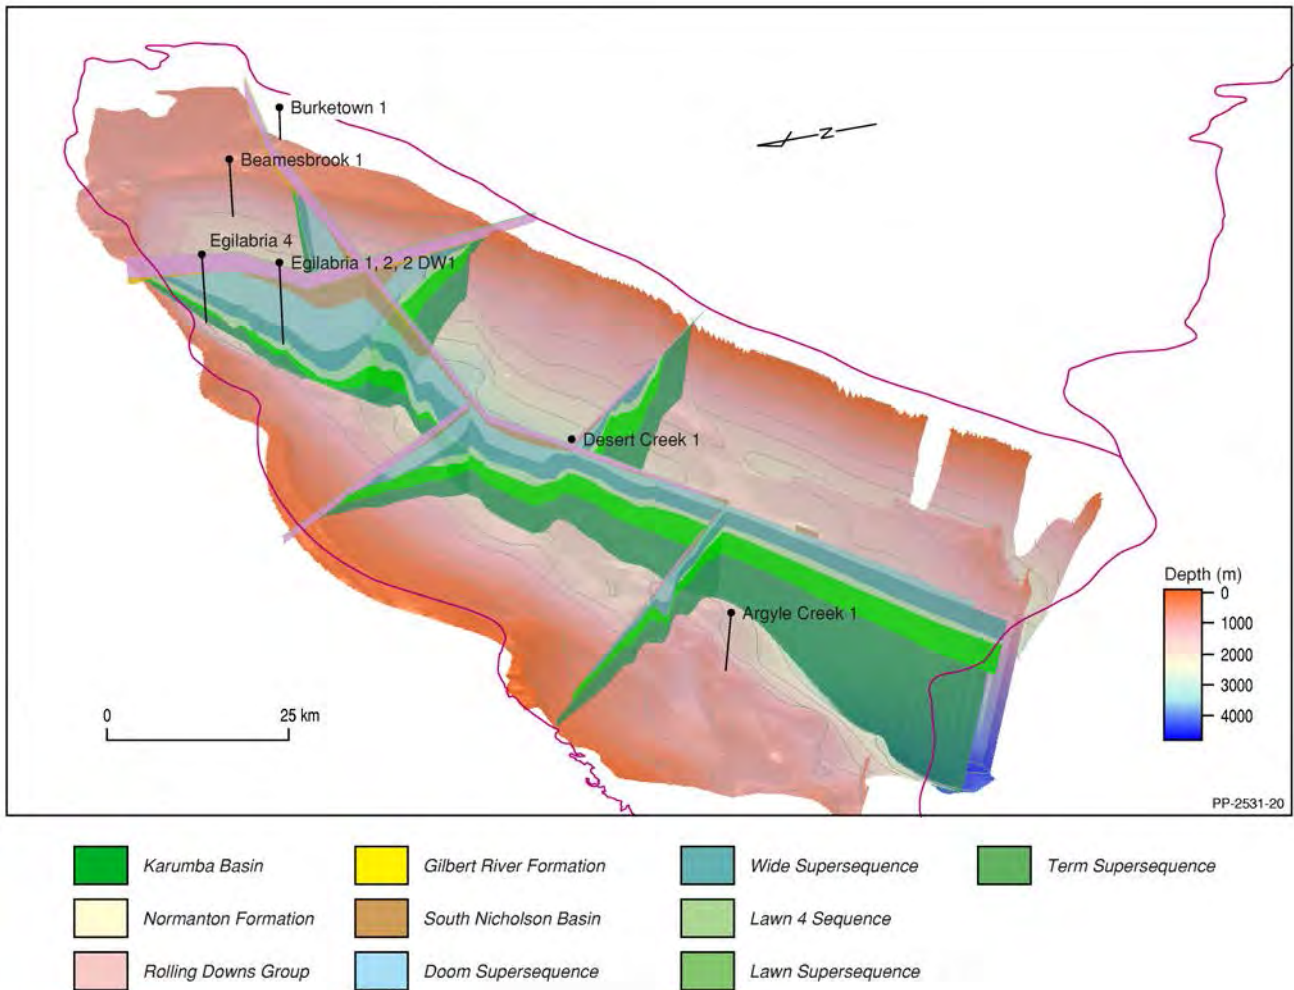 Burketown 1
N
Beamesbrook 1
Egilabria 4
Egilabria 1, 2, 2 DW1
Desert Creek 1
Argyle Creek 1
Depth (m)
0
1000
2000
3000
4000
0 25 km
PP-2531-20
Karumba Basin
Gilbert River Formation
Wide Supersequence
Term Supersequence
Normanton Formation
South Nicholson Basin
Lawn 4 Sequence
Rolling Downs Group
Doom Supersequence
Lawn Supersequence